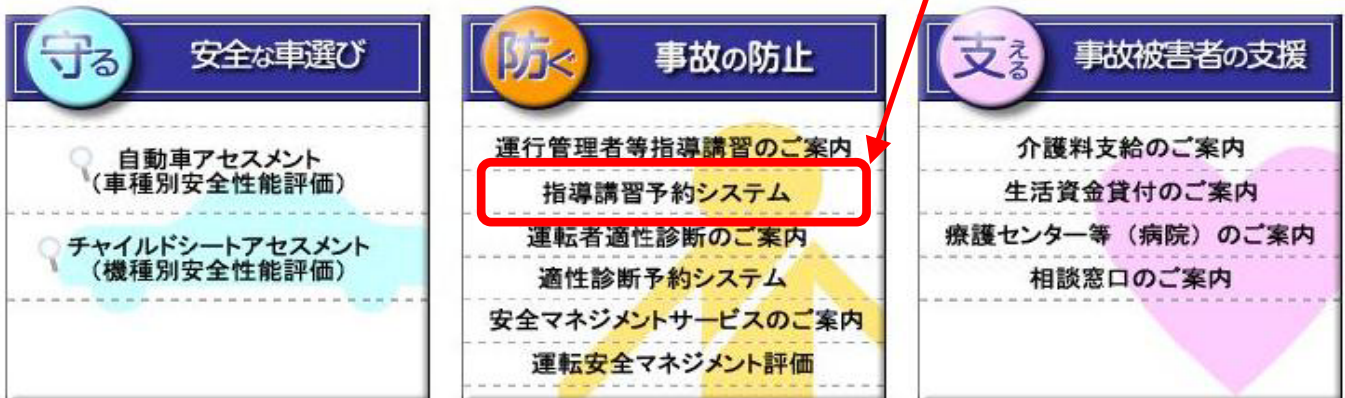 守る 安全な車選び
自動車アセスメント
（車種別安全性能評価）
チャイルドシートアセスメント
（機種別安全性能評価）
防ぐ 事故の防止
運行管理者等指導講習のご案内
指導講習予約システム
運転者適性診断のご案内
適性診断予約システム
安全マネジメントサービスのご案内
運転安全マネジメント評価
支える 事故被害者の支援
介護料支給のご案内
生活資金貸付のご案内
療護センター等（病院）のご案内
相談窓口のご案内